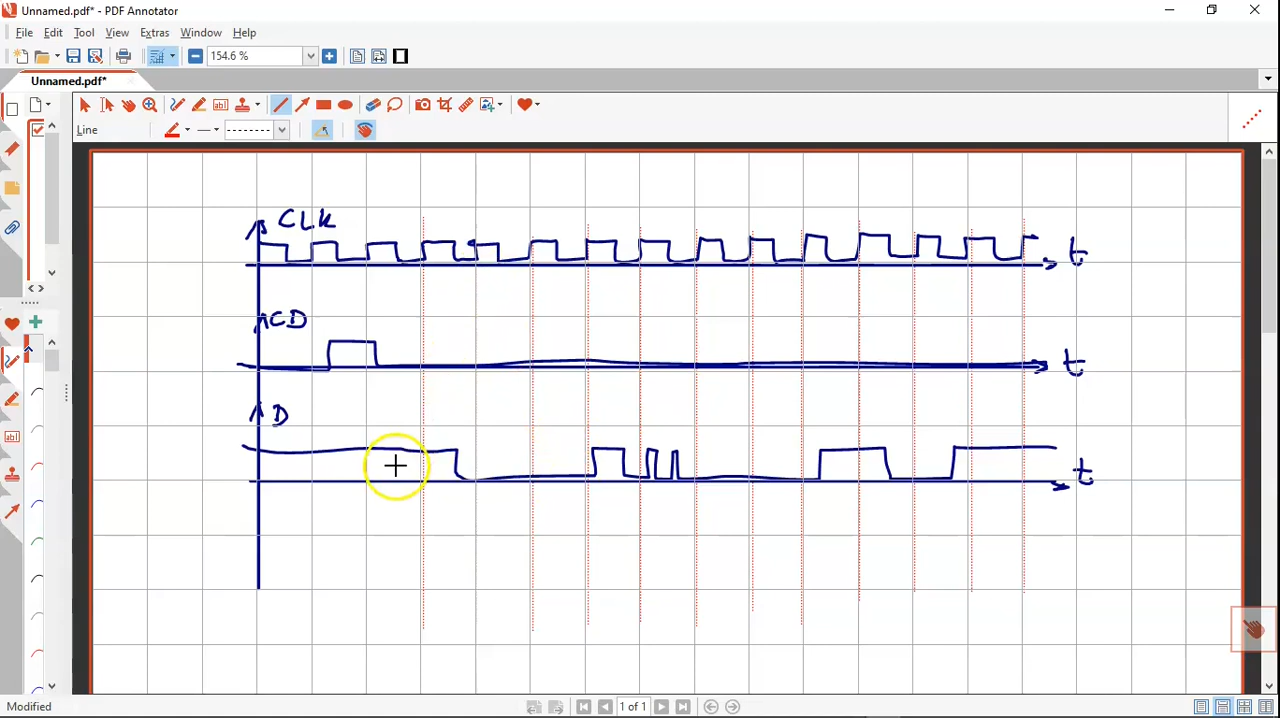 Unnamed.pdf* - PDF Annotator
File Edit Tool View Extras Window Help
154.6 %
Unnamed.pdf*
Line
CLK
t
CD
t
D
t
Modified
1 of 1